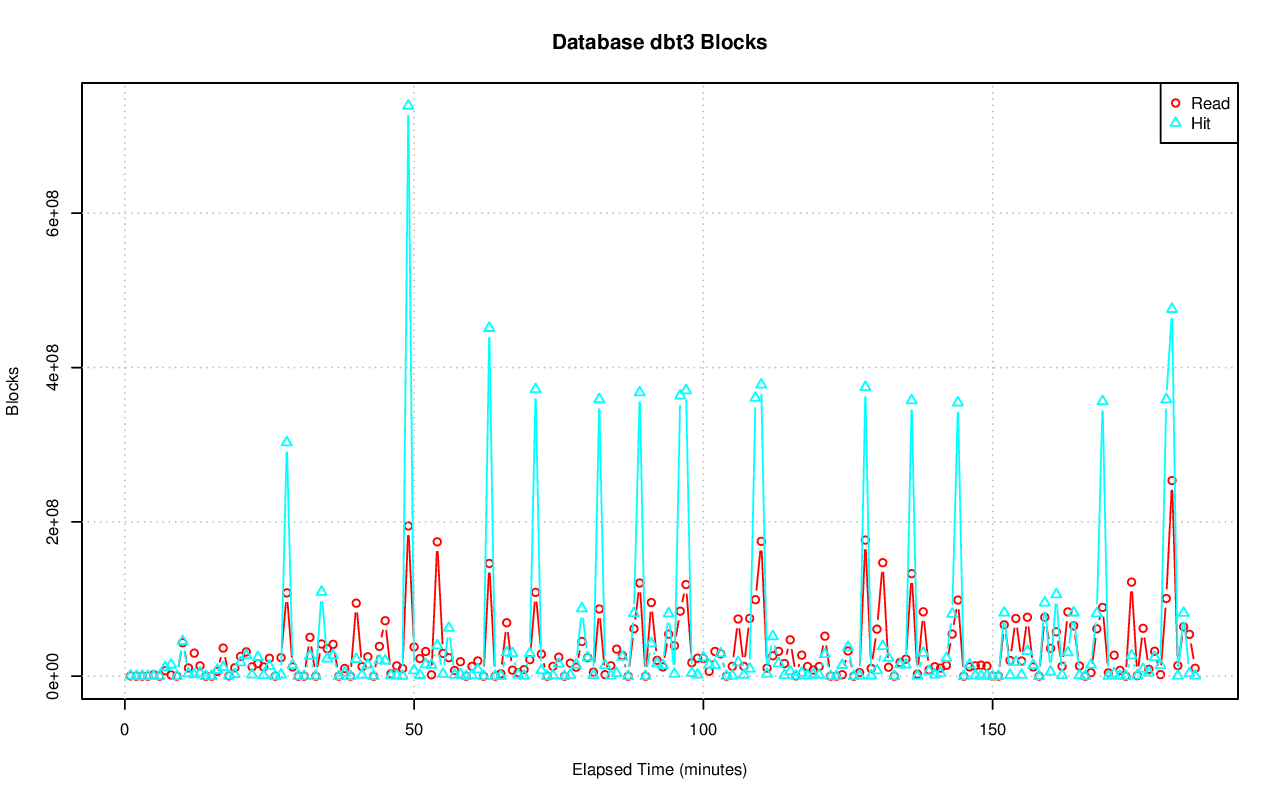 Database dbt3 Blocks
Read
Hit
Blocks
0e+00
2e+08
4e+08
6e+08
0
50
100
150
Elapsed Time (minutes)